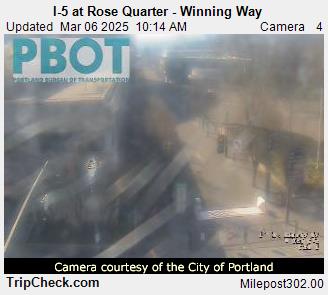 I-5 at Rose Quarter - Winning Way
Updated Mar 06 2025 10:14 AM Camera 4
PBOT
PORTLAND BUREAU OF TRANSPORTATION
Camera courtesy of the City of Portland
TripCheck.com Milepost302.00